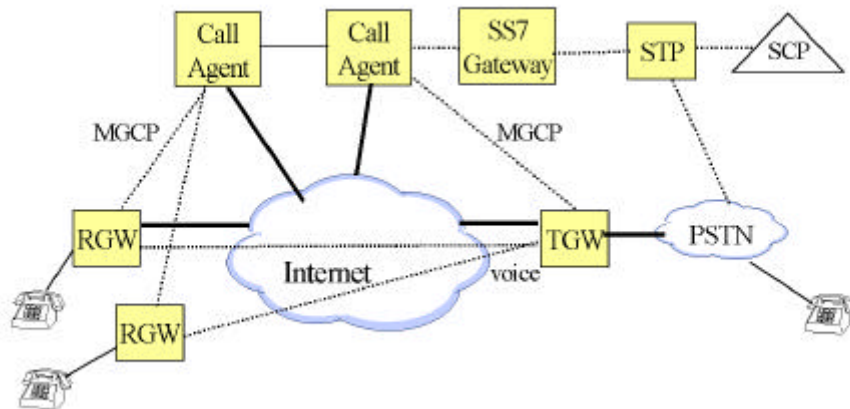 Call
Agent
Call
Agent
SS7
Gateway
STP
SCP
MGCP
MGCP
RGW
TGW
PSTN
Internet
voice
RGW